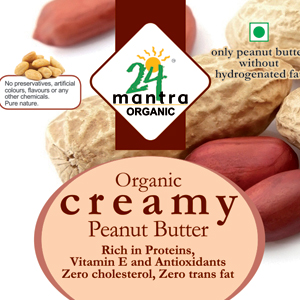 24
mantra
ORGANIC
only peanut butte
without
hydrogenated fa
No preservatives, artificial
colours, flavours or any
other chemicals.
Pure nature.
Organic
creamy
Peanut Butter
Rich in Proteins,
Vitamin E and Antioxidants
Zero cholesterol, Zero trans fat